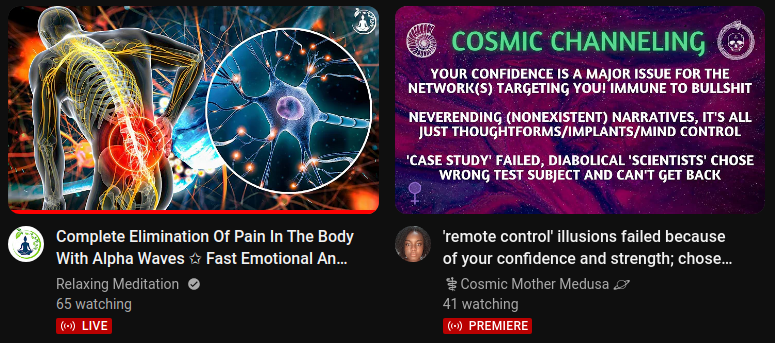 COSMIC CHANNELING
YOUR CONFIDENCE IS A MAJOR ISSUE FOR THE
NETWORK(S) TARGETING YOU! IMMUNE TO BULLSHIT
NEVERENDING (NONEXISTENT) NARRATIVES, IT'S ALL
JUST THOUGHTFORMS/IMPLANTS/MIND CONTROL
'CASE STUDY' FAILED, DIABOLICAL 'SCIENTISTS' CHOSE
WRONG TEST SUBJECT AND CAN'T GET BACK
Complete Elimination Of Pain In The Body
With Alpha Waves ✩ Fast Emotional An...
Relaxing Meditation
65 watching
LIVE
'remote control' illusions failed because
of your confidence and strength; chose...
⚕Cosmic Mother Medusa 🪐
41 watching
PREMIERE